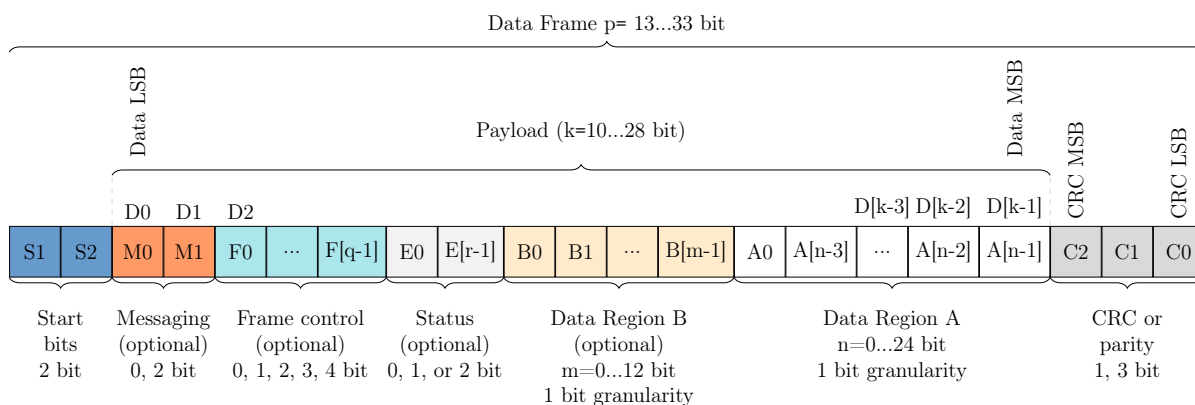 Data Frame p= 13...33 bit
Data LSB
Payload (k=10...28 bit)
Data MSB
CRC MSB
CRC LSB
D0 D1 D2 D[k-3] D[k-2] D[k-1]
S1 S2 M0 M1 F0 ... F[q-1] E0 E[r-1] B0 B1 ... B[m-1] A0 A[n-3] ... A[n-2] A[n-1] C2 C1 C0
Start
bits
2 bit
Messaging
(optional)
0, 2 bit
Frame control
(optional)
0, 1, 2, 3, 4 bit
Status
(optional)
0, 1, or 2 bit
Data Region B
(optional)
m=0...12 bit
1 bit granularity
Data Region A
n=0...24 bit
1 bit granularity
CRC or
parity
1, 3 bit